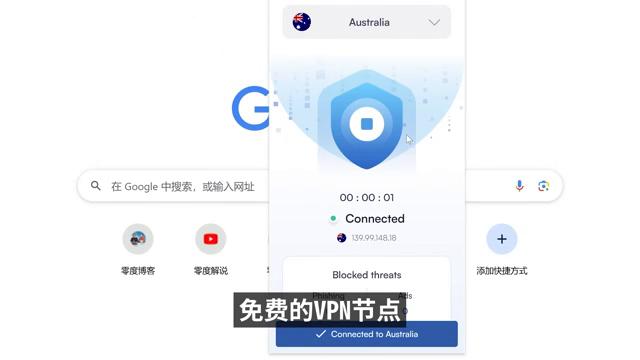 Australia
G
在 Google 中搜索，或输入网址
00 : 00 : 01
Connected
139.99.148.18
零度博客
零度解说
添加快捷方式
Blocked threats
Phishing
Ads
免费的VPN节点
Connected to Australia